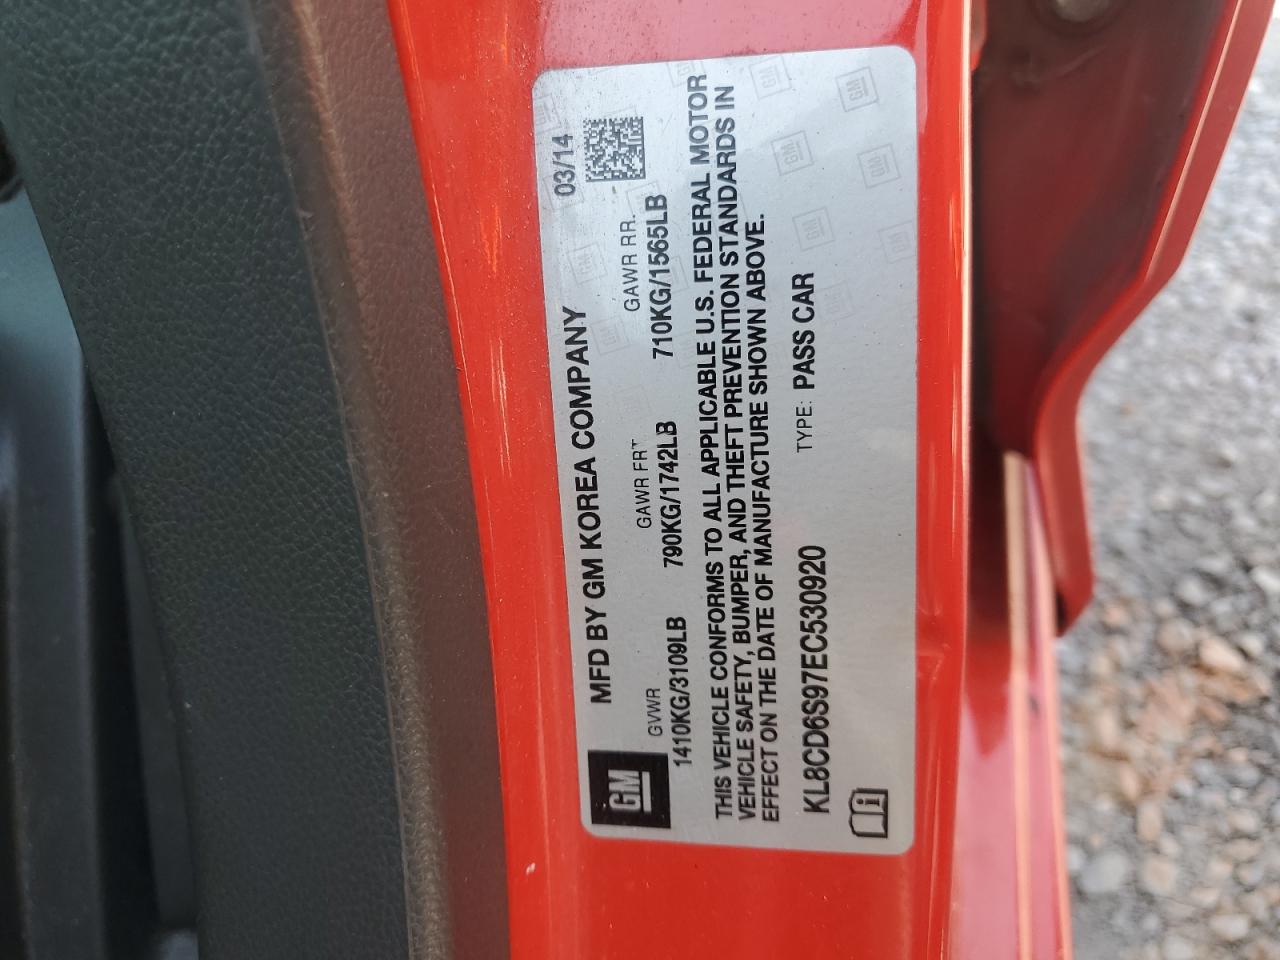 GM
MFD BY GM KOREA COMPANY 03/14
GVWR GAWR FRT GAWR RR.
1410KG/3109LB 790KG/1742LB 710KG/1565LB
THIS VEHICLE CONFORMS TO ALL APPLICABLE U.S. FEDERAL MOTOR
VEHICLE SAFETY, BUMPER, AND THEFT PREVENTION STANDARDS IN
EFFECT ON THE DATE OF MANUFACTURE SHOWN ABOVE.
KL8CD6S97EC530920 TYPE: PASS CAR